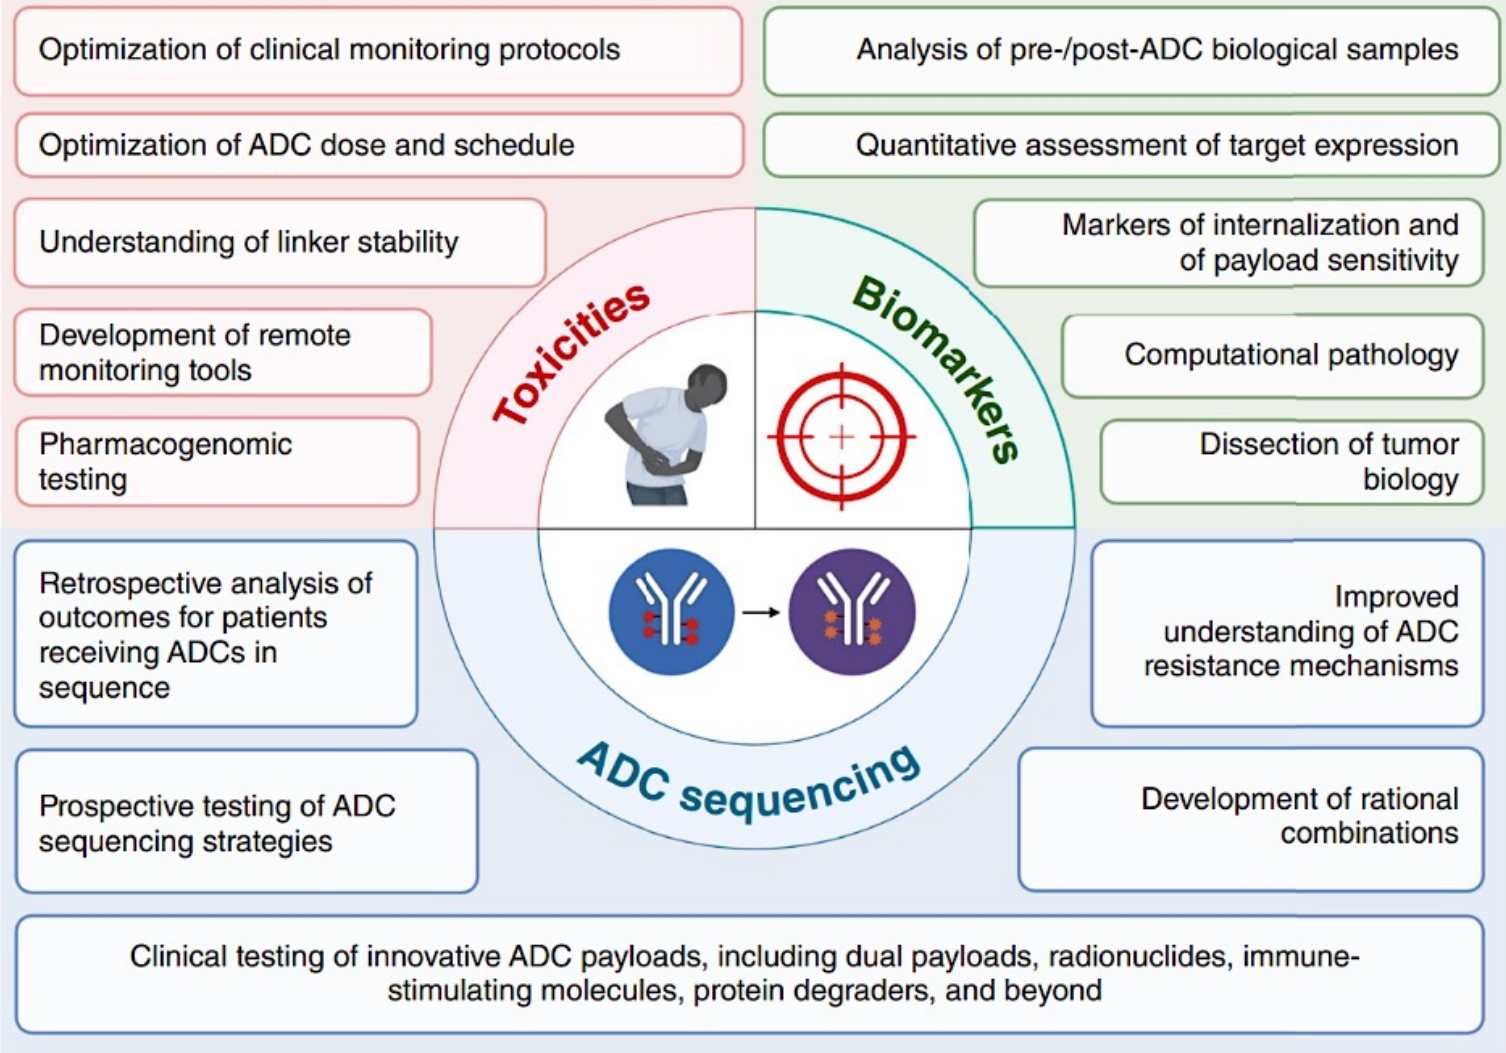 Optimization of clinical monitoring protocols
Optimization of ADC dose and schedule
Understanding of linker stability
Development of remote
monitoring tools
Pharmacogenomic
testing
Toxicities
Analysis of pre-/post-ADC biological samples
Quantitative assessment of target expression
Markers of internalization and
of payload sensitivity
Computational pathology
Dissection of tumor
biology
Biomarkers
Retrospective analysis of
outcomes for patients
receiving ADCs in
sequence
Prospective testing of ADC
sequencing strategies
ADC sequencing
Improved
understanding of ADC
resistance mechanisms
Development of rational
combinations
Clinical testing of innovative ADC payloads, including dual payloads, radionuclides, immune-
stimulating molecules, protein degraders, and beyond